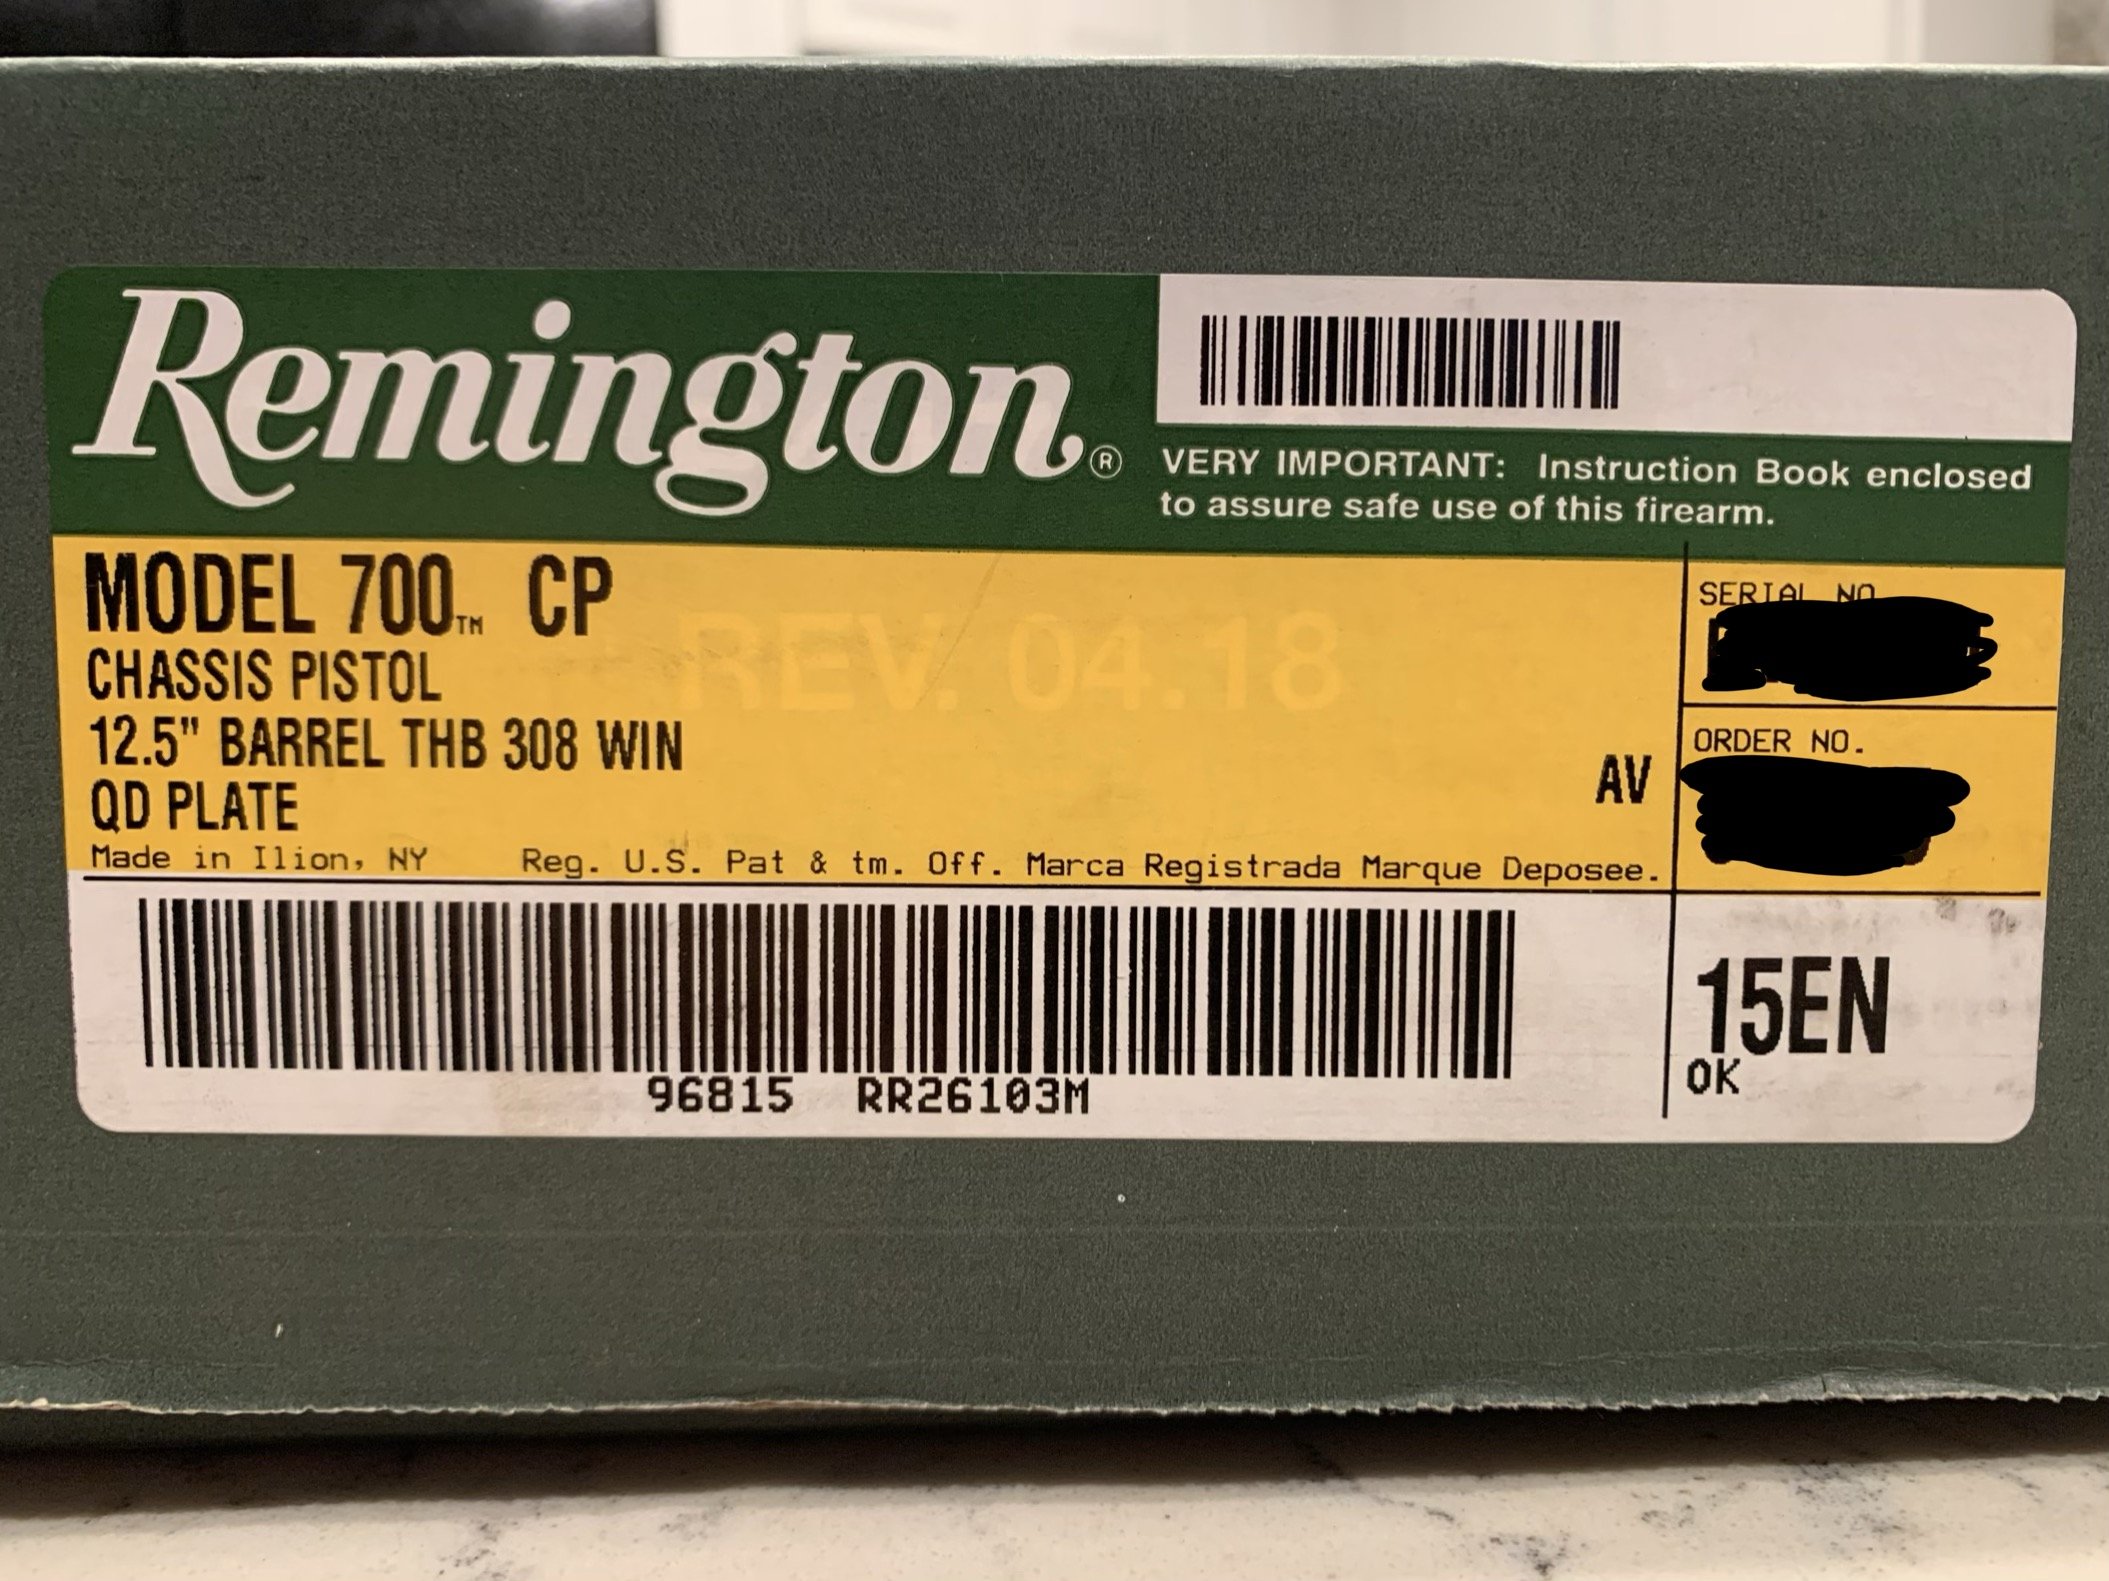 Remington®
VERY IMPORTANT: Instruction Book enclosed
to assure safe use of this firearm.
MODEL 700™ CP
REV. 04.18
CHASSIS PISTOL
12.5" BARREL THB 308 WIN
QD PLATE
AV
Made in Ilion, NY Reg. U.S. Pat & tm. Off. Marca Registrada Marque Deposee.
SERIAL NO
ORDER NO.
96815 RR26103M
15EN
OK